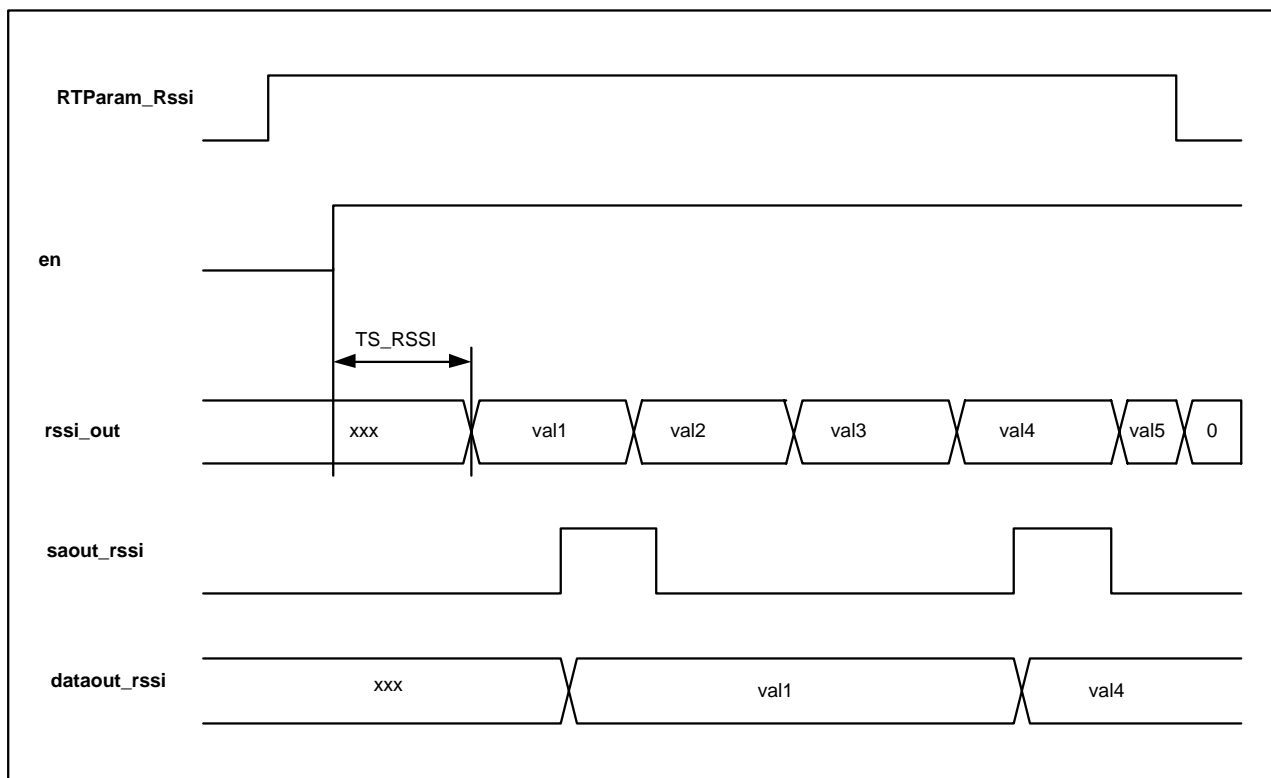 RTParam_Rssi
en
TS_RSSI
rssi_out
xxx
val1
val2
val3
val4
val5
0
saout_rssi
dataout_rssi
xxx
val1
val4